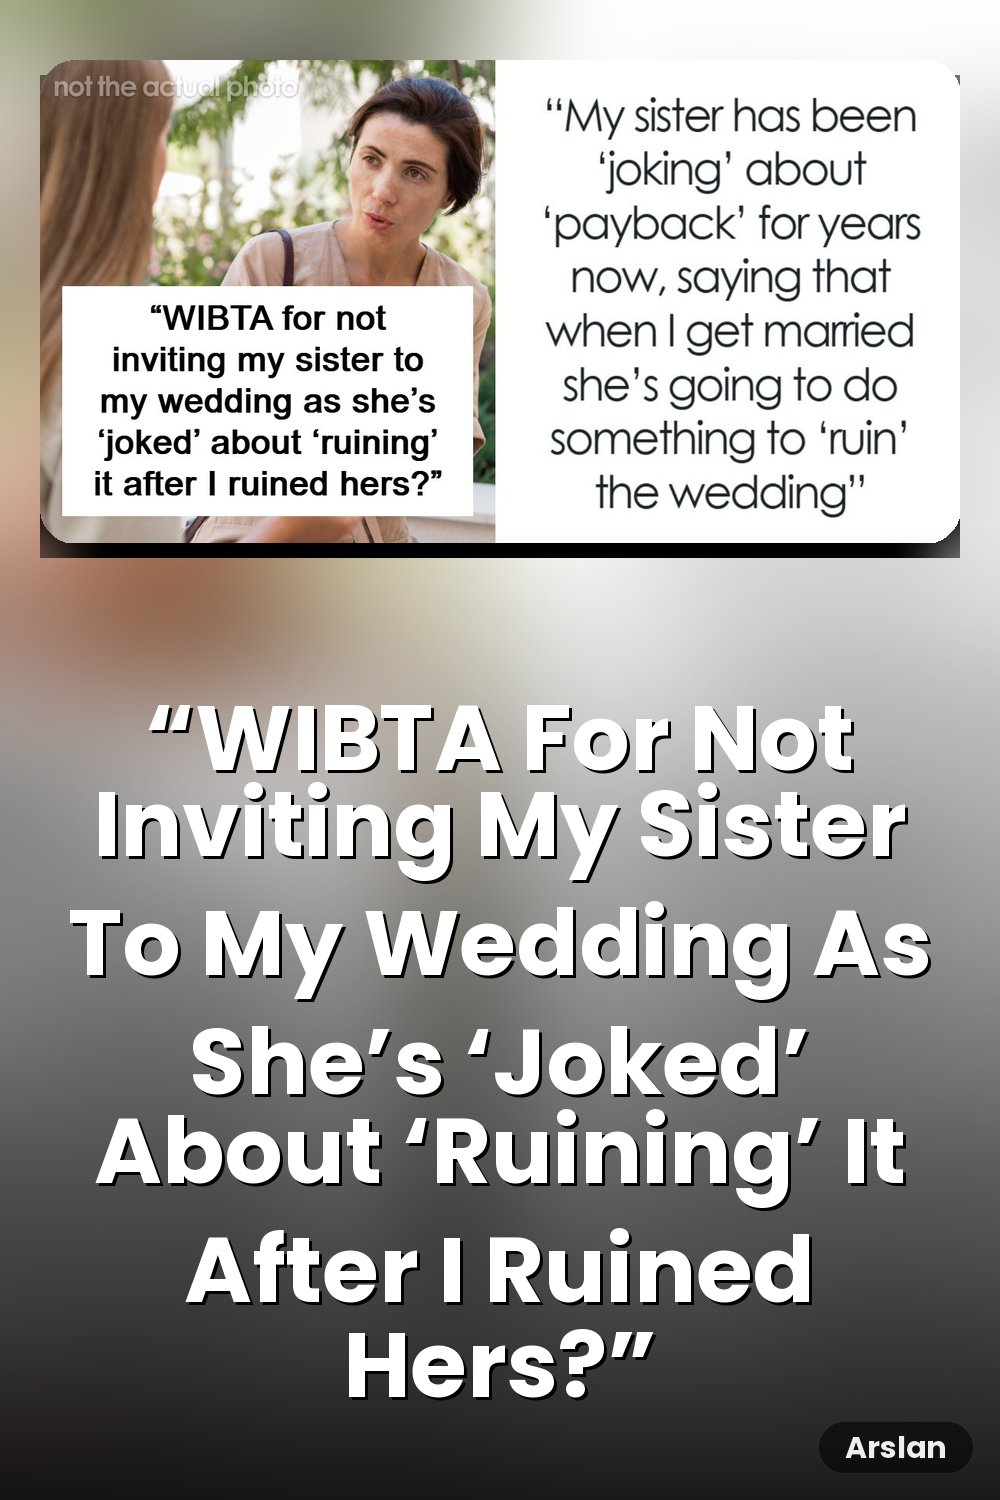 not the actual photo
“WIBTA for not
inviting my sister to
my wedding as she’s
‘joked’ about ‘ruining’
it after I ruined hers?”
“My sister has been
‘joking’ about
‘payback’ for years
now, saying that
when I get married
she’s going to do
something to ‘ruin’
the wedding”
“WIBTA For Not
Inviting My Sister
To My Wedding As
She’s ‘Joked’
About ‘Ruining’ It
After I Ruined
Hers?”
Arslan